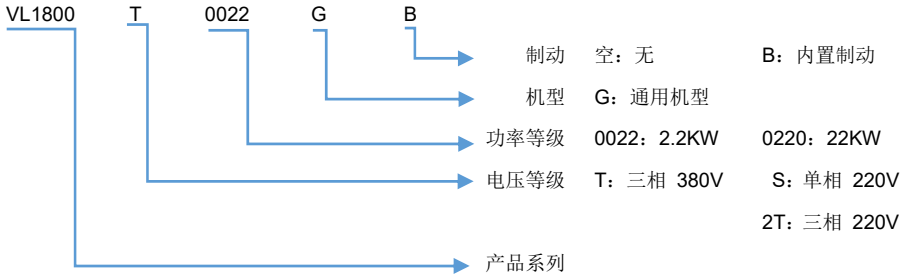 VL1800 T 0022 G B
制动 空：无 B：内置制动
机型 G：通用机型
功率等级 0022：2.2KW 0220：22KW
电压等级 T：三相 380V S：单相 220V
2T：三相 220V
产品系列